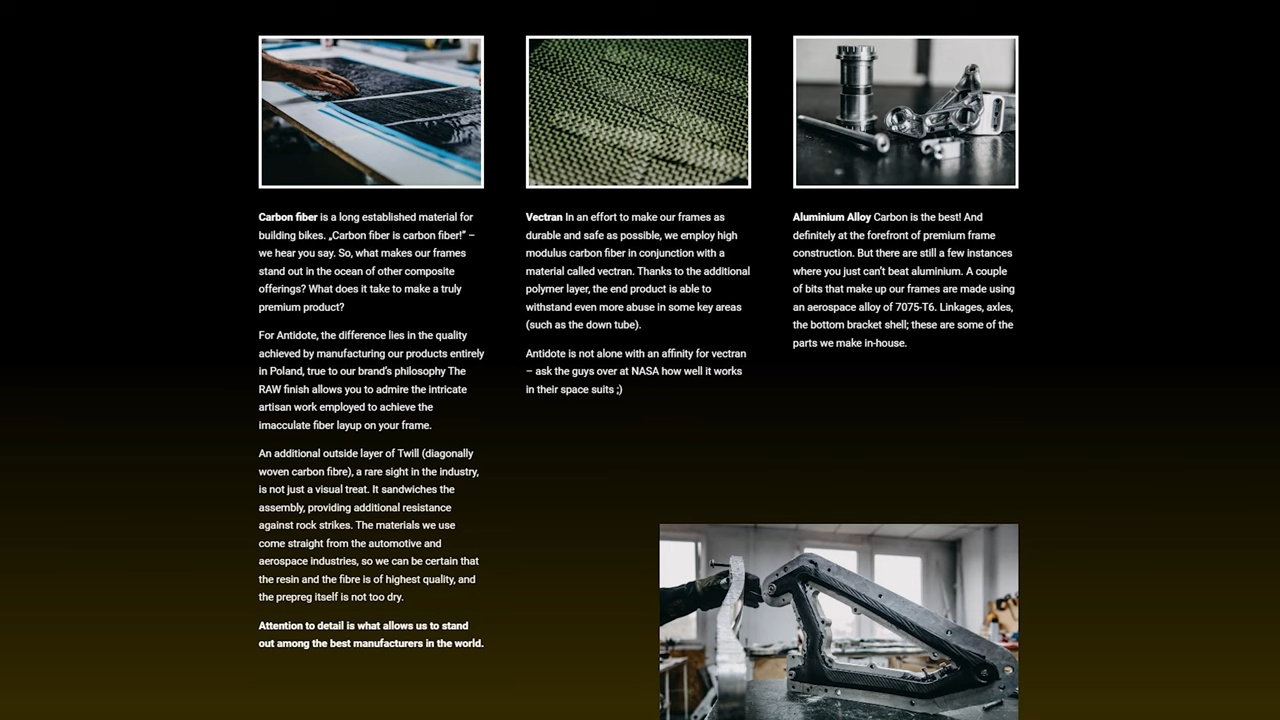 Carbon fiber is a long established material for
building bikes. „Carbon fiber is carbon fiber!” –
we hear you say. So, what makes our frames
stand out in the ocean of other composite
offerings? What does it take to make a truly
premium product?
For Antidote, the difference lies in the quality
achieved by manufacturing our products entirely
in Poland, true to our brand’s philosophy The
RAW finish allows you to admire the intricate
artisan work employed to achieve the
imacculate fiber layup on your frame.
An additional outside layer of Twill (diagonally
woven carbon fibre), a rare sight in the industry,
is not just a visual treat. It sandwiches the
assembly, providing additional resistance
against rock strikes. The materials we use
come straight from the automotive and
aerospace industries, so we can be certain that
the resin and the fibre is of highest quality, and
the prepreg itself is not too dry.
Attention to detail is what allows us to stand
out among the best manufacturers in the world.
Vectran In an effort to make our frames as
durable and safe as possible, we employ high
modulus carbon fiber in conjunction with a
material called vectran. Thanks to the additional
polymer layer, the end product is able to
withstand even more abuse in some key areas
(such as the down tube).
Antidote is not alone with an affinity for vectran
– ask the guys over at NASA how well it works
in their space suits ;)
Aluminium Alloy Carbon is the best! And
definitely at the forefront of premium frame
construction. But there are still a few instances
where you just can’t beat aluminium. A couple
of bits that make up our frames are made using
an aerospace alloy of 7075-T6. Linkages, axles,
the bottom bracket shell; these are some of the
parts we make in-house.